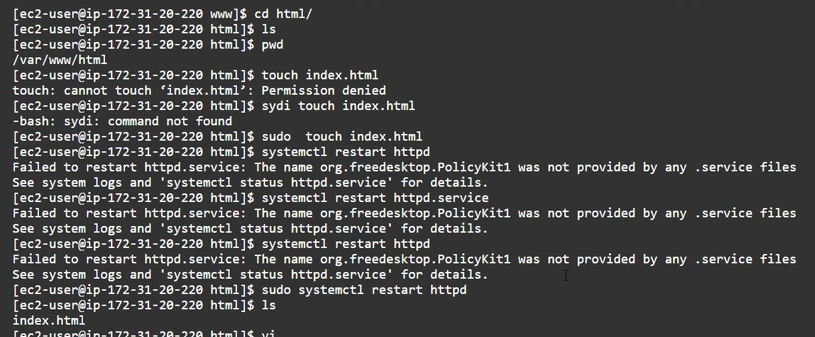 [ec2-user@ip-172-31-20-220 www]$ cd html/
[ec2-user@ip-172-31-20-220 html]$ ls
[ec2-user@ip-172-31-20-220 html]$ pwd
/var/www/html
[ec2-user@ip-172-31-20-220 html]$ touch index.html
touch: cannot touch ‘index.html’: Permission denied
[ec2-user@ip-172-31-20-220 html]$ sydi touch index.html
-bash: sydi: command not found
[ec2-user@ip-172-31-20-220 html]$ sudo  touch index.html
[ec2-user@ip-172-31-20-220 html]$ systemctl restart httpd
Failed to restart httpd.service: The name org.freedesktop.PolicyKit1 was not provided by any .service files
See system logs and 'systemctl status httpd.service' for details.
[ec2-user@ip-172-31-20-220 html]$ systemctl restart httpd.service
Failed to restart httpd.service: The name org.freedesktop.PolicyKit1 was not provided by any .service files
See system logs and 'systemctl status httpd.service' for details.
[ec2-user@ip-172-31-20-220 html]$ systemctl restart httpd
Failed to restart httpd.service: The name org.freedesktop.PolicyKit1 was not provided by any .service files
See system logs and 'systemctl status httpd.service' for details.
[ec2-user@ip-172-31-20-220 html]$ sudo systemctl restart httpd
[ec2-user@ip-172-31-20-220 html]$ ls
index.html
[ec2-user@ip-172-31-20-220 html]$ vi